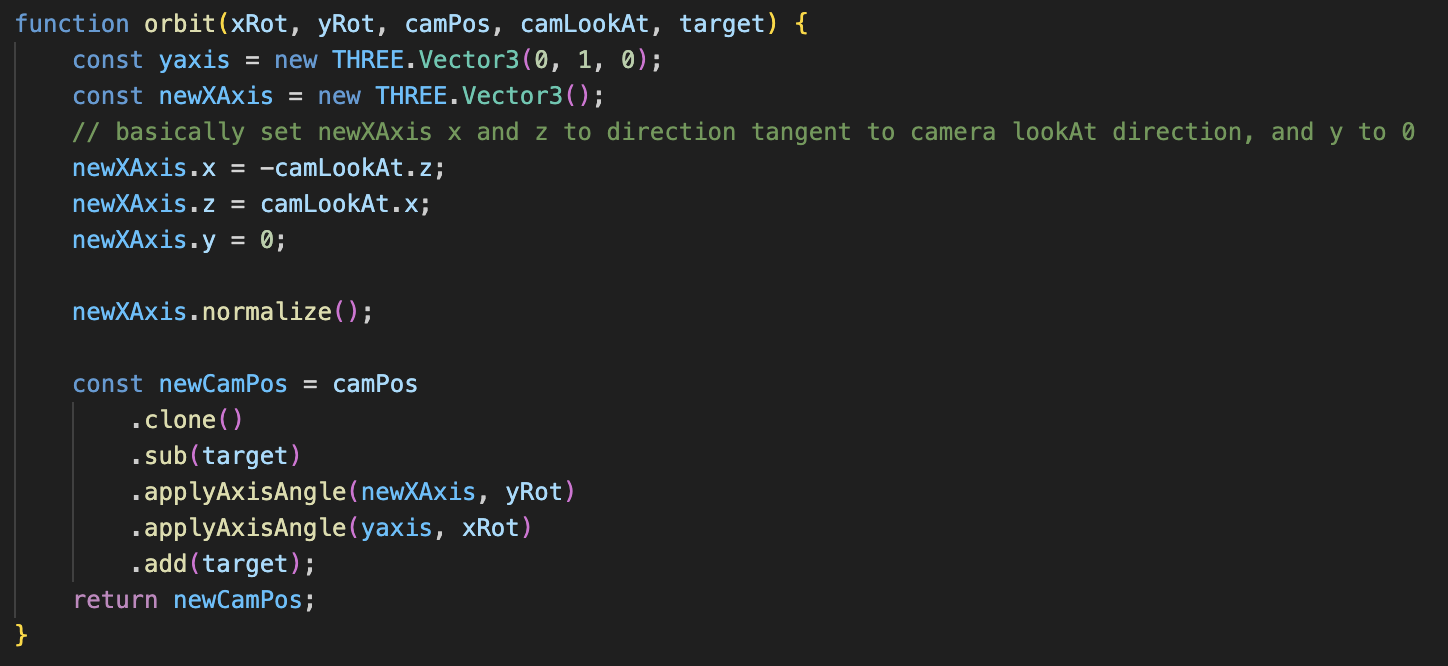 function orbit(xRot, yRot, camPos, camLookAt, target) {
    const yaxis = new THREE.Vector3(0, 1, 0);
    const newXAxis = new THREE.Vector3();
    // basically set newXAxis x and z to direction tangent to camera lookAt direction, and y to 0
    newXAxis.x = -camLookAt.z;
    newXAxis.z = camLookAt.x;
    newXAxis.y = 0;

    newXAxis.normalize();

    const newCamPos = camPos
        .clone()
        .sub(target)
        .applyAxisAngle(newXAxis, yRot)
        .applyAxisAngle(yaxis, xRot)
        .add(target);
    return newCamPos;
}